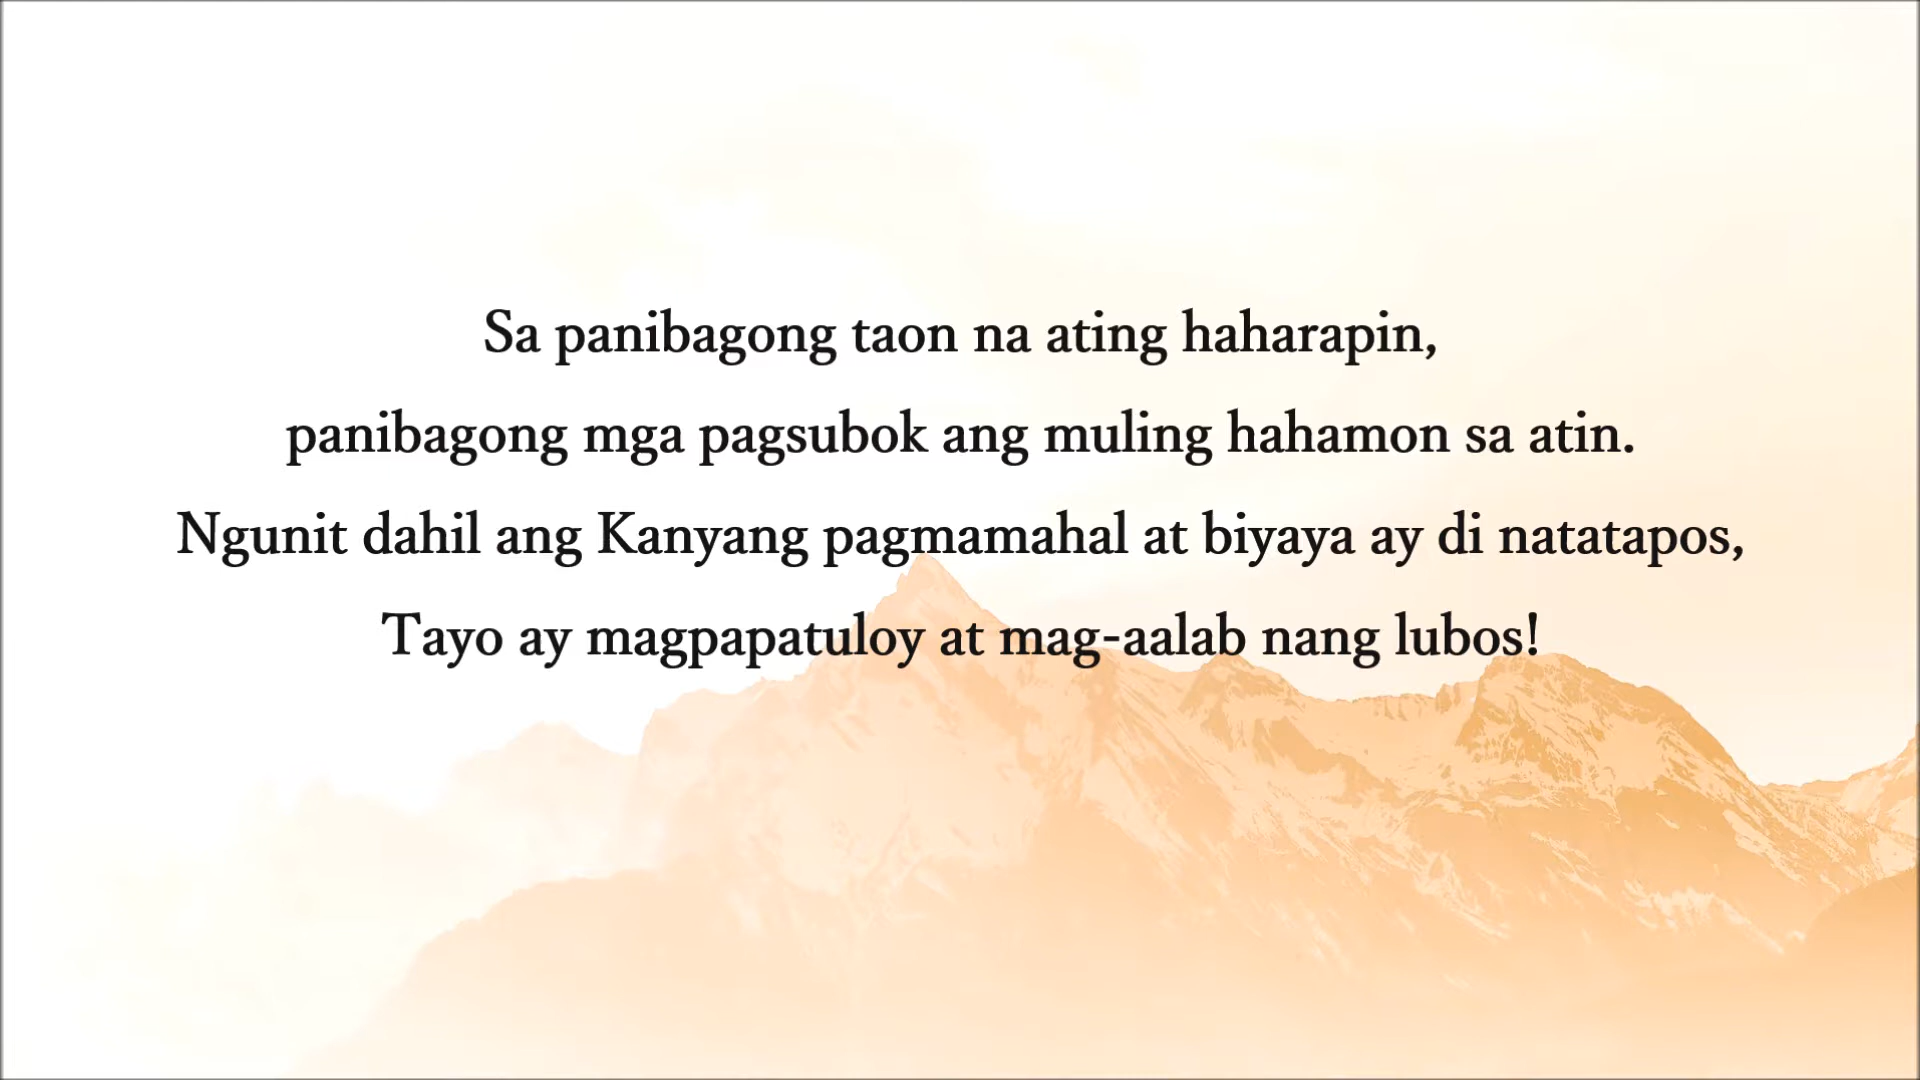 Sa panibagong taon na ating haharapin,
panibagong mga pagsubok ang muling hahamon sa atin.
Ngunit dahil ang Kanyang pagmamahal at biyaya ay di natatapos,
Tayo ay magpapatuloy at mag-aalab nang lubos!